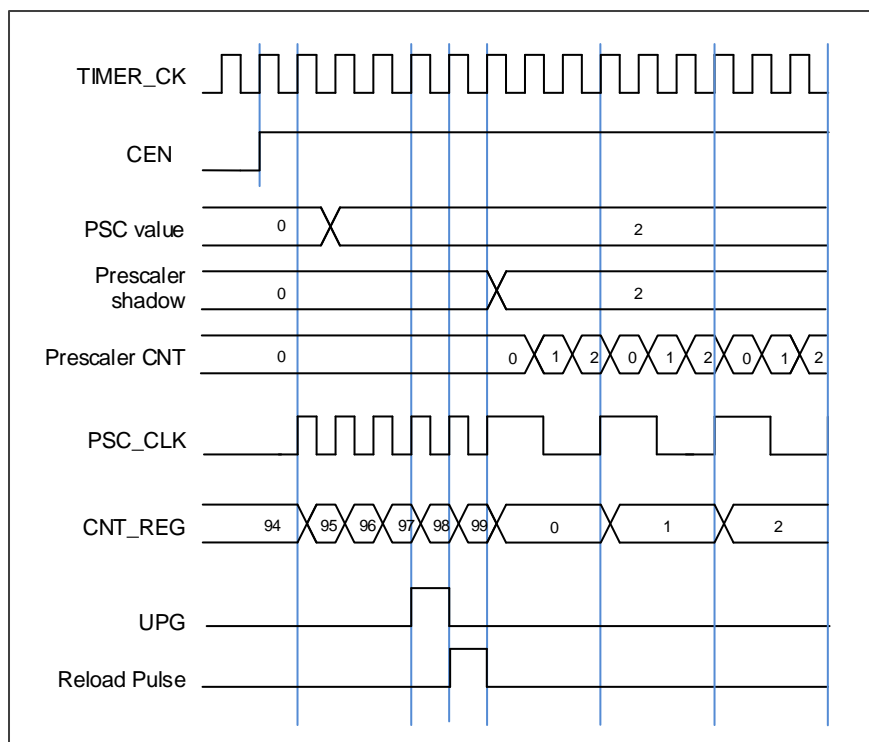 TIMER_CK
CEN
PSC value 0 2
Prescaler
shadow 0 2
Prescaler CNT 0 0 1 2 0 1 2 0 1 2
PSC_CLK
CNT_REG 94 95 96 97 98 99 0 1 2
UPG
Reload Pulse